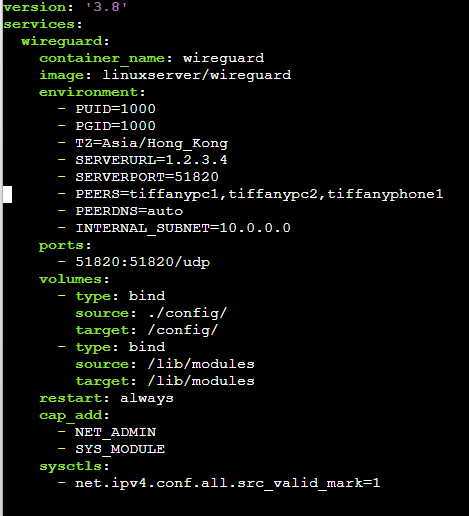 version: '3.8'
services:
  wireguard:
    container_name: wireguard
    image: linuxserver/wireguard
    environment:
      - PUID=1000
      - PGID=1000
      - TZ=Asia/Hong_Kong
      - SERVERURL=1.2.3.4
      - SERVERPORT=51820
      - PEERS=tiffanypc1,tiffanypc2,tiffanyphone1
      - PEERDNS=auto
      - INTERNAL_SUBNET=10.0.0.0
    ports:
      - 51820:51820/udp
    volumes:
      - type: bind
        source: ./config/
        target: /config/
      - type: bind
        source: /lib/modules
        target: /lib/modules
    restart: always
    cap_add:
      - NET_ADMIN
      - SYS_MODULE
    sysctls:
      - net.ipv4.conf.all.src_valid_mark=1